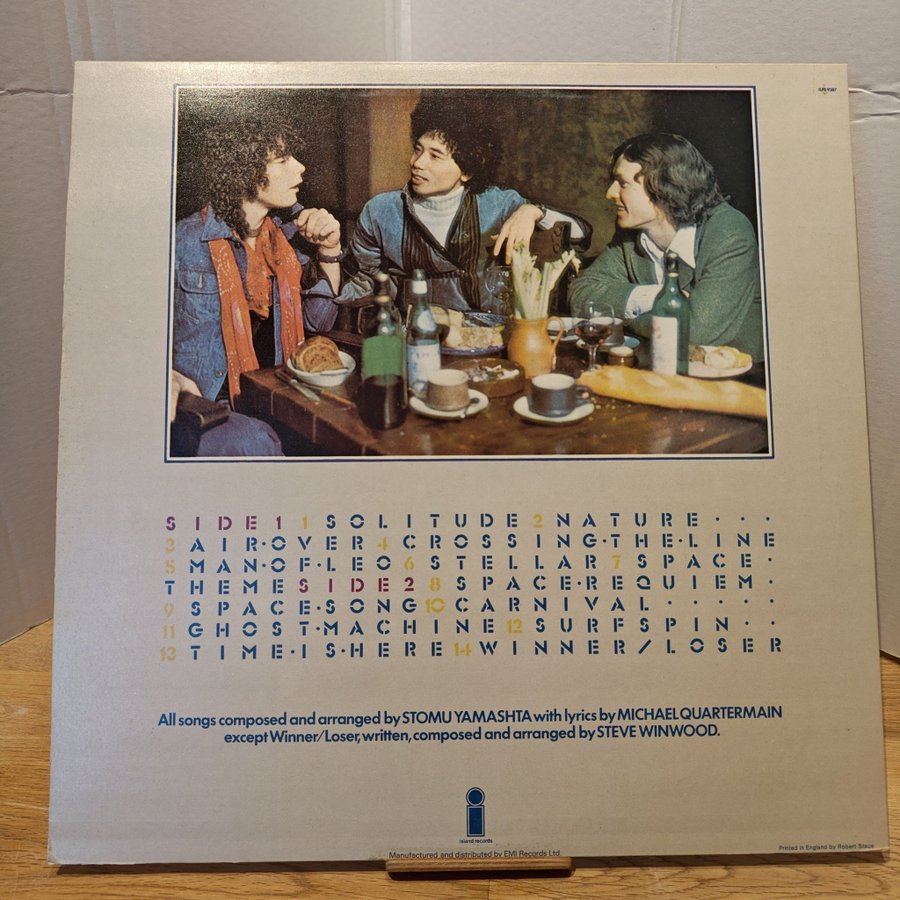 ILPS 9387
SIDE 1 1 SOLITUDE 2 NATURE · · ·
3 AIR·OVER 4 CROSSING·THE·LINE
5 MAN·OF·LEO 6 STELLAR 7 SPACE ·
THEME SIDE 2 8 SPACE·REQUIEM ·
9 SPACE·SONG 10 CARNIVAL · · · · ·
11 GHOST·MACHINE 12 SURFSPIN · ·
13 TIME·IS·HERE 14 WINNER/LOSER
All songs composed and arranged by STOMU YAMASHTA with lyrics by MICHAEL QUARTERMAIN
except Winner/Loser, written, composed and arranged by STEVE WINWOOD.
island records
Manufactured and distributed by EMI Records Ltd.
Printed in England by Robert Stace